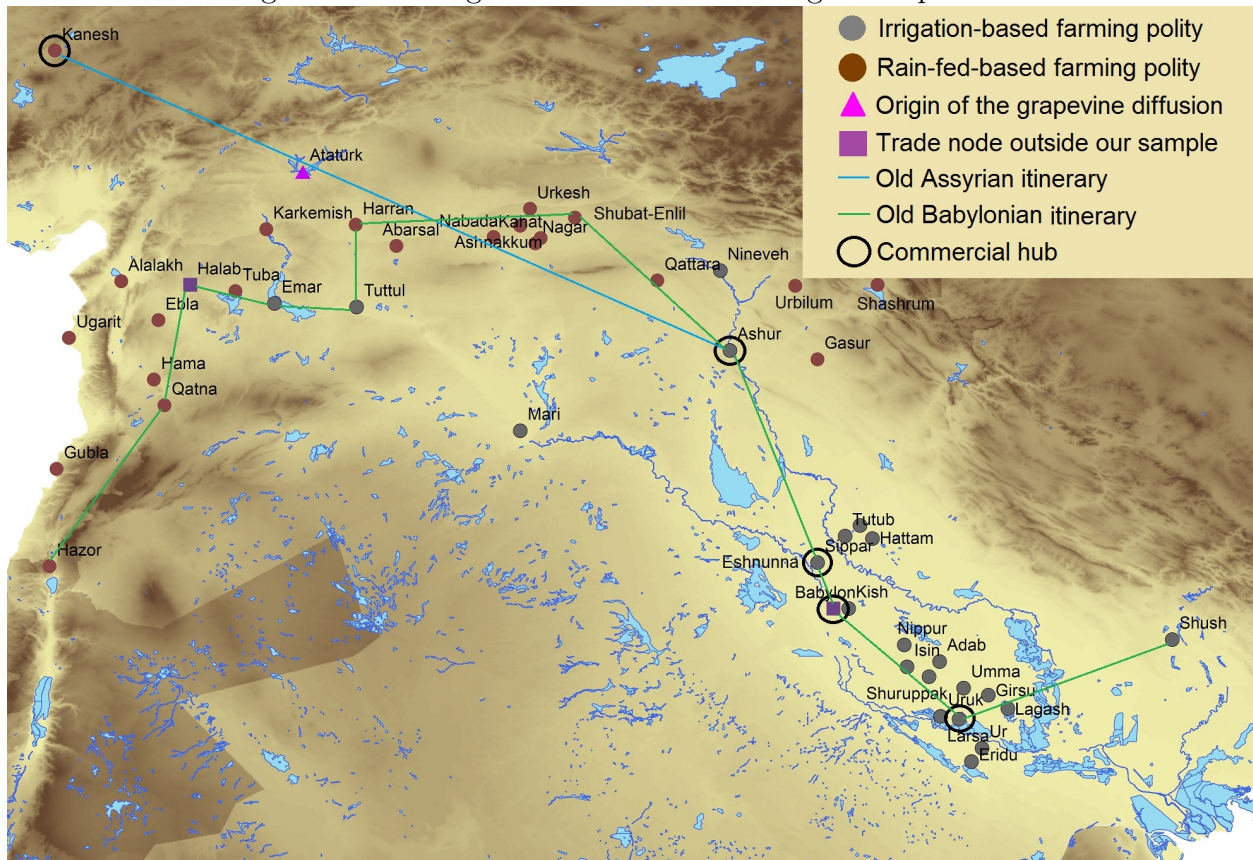 Kanesh
Irrigation-based farming polity
Rain-fed-based farming polity
Origin of the grapevine diffusion
Trade node outside our sample
Old Assyrian itinerary
Old Babylonian itinerary
Commercial hub
Atatürk
Urkesh
Karkemish
Harran
Nabada
Kahat
Shubat-Enlil
Abarsal
Ashnakkum
Nagar
Nineveh
Alalakh
Halab
Tuba
Emar
Tuttul
Qattara
Urbilum
Shashrum
Ebla
Ugarit
Ashur
Gasur
Hama
Qatna
Mari
Gubla
Hazor
Tutub
Hattam
Sippar
Eshnunna
Babylon
Kish
Shush
Nippur
Adab
Isin
Umma
Girsu
Shuruppak
Uruk
Lagash
Larsa
Ur
Eridu